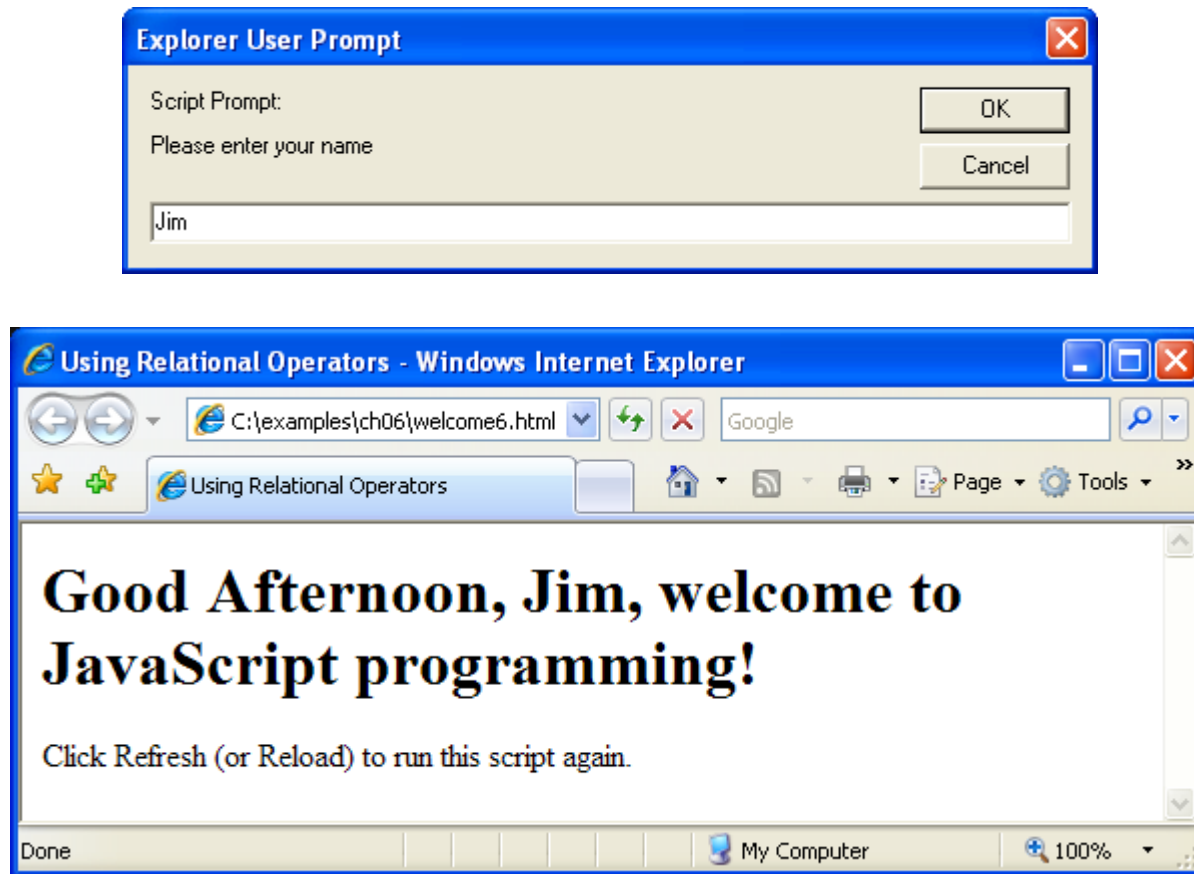 Explorer User Prompt
Script Prompt:
OK
Please enter your name
Cancel
Jim
Using Relational Operators - Windows Internet Explorer
C:\examples\ch06\welcome6.html
Google
Using Relational Operators
Page
Tools
»
Good Afternoon, Jim, welcome to
JavaScript programming!
Click Refresh (or Reload) to run this script again.
Done
My Computer
100%